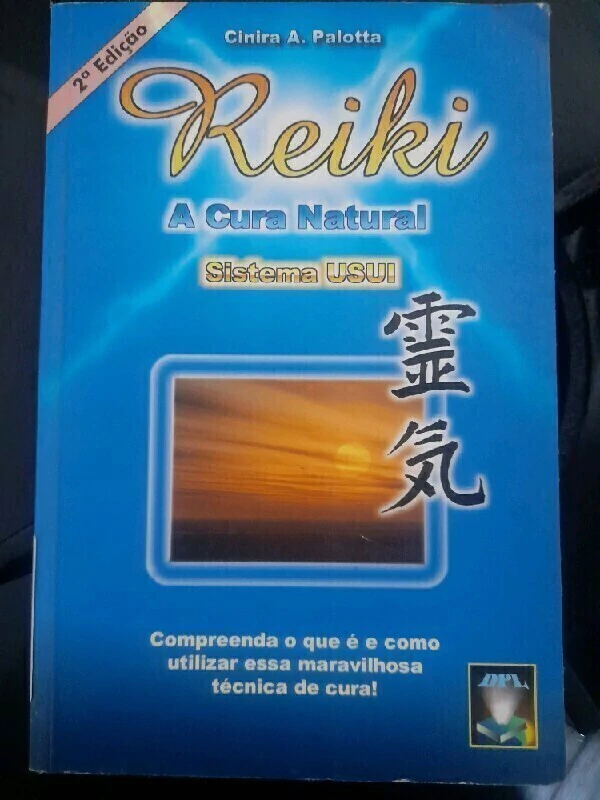 2ª Edição
Cinira A. Palotta
Reiki
A Cura Natural
Sistema USUI
霊
気
Compreenda o que é e como
utilizar essa maravilhosa
técnica de cura!
DPL